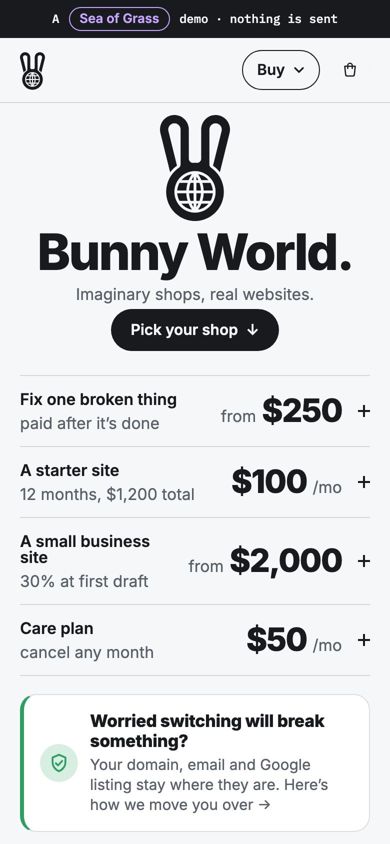 A Sea of Grass demo · nothing is sent
Buy
Bunny World.
Imaginary shops, real websites.
Pick your shop ↓
Fix one broken thing
paid after it’s done
from $250 +
A starter site
12 months, $1,200 total
$100 /mo +
A small business
site
30% at first draft
from $2,000 +
Care plan
cancel any month
$50 /mo +
Worried switching will break
something?
Your domain, email and Google
listing stay where they are. Here’s
how we move you over →